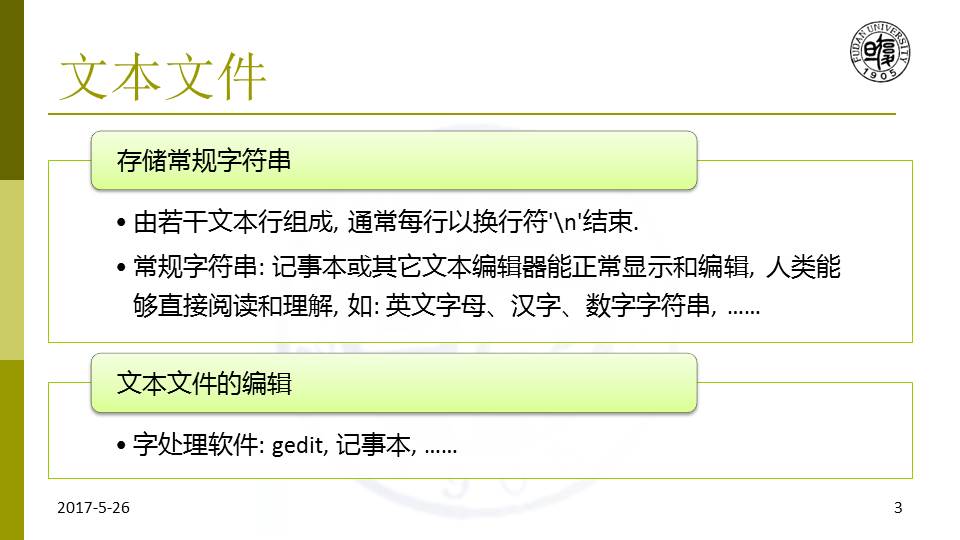 文本文件
FUDAN UNIVERSITY
1905
存储常规字符串
• 由若干文本行组成, 通常每行以换行符'\n'结束.
• 常规字符串: 记事本或其它文本编辑器能正常显示和编辑, 人类能
够直接阅读和理解, 如: 英文字母、汉字、数字字符串, ……
文本文件的编辑
• 字处理软件: gedit, 记事本, ……
2017-5-26
3